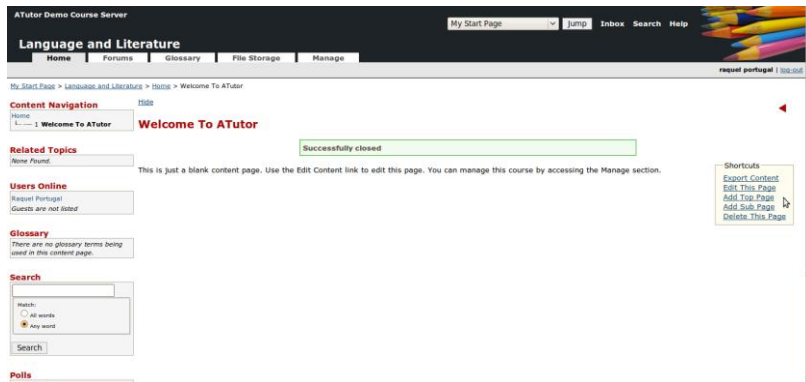 ATutor Demo Course Server
My Start Page jump Inbox Search Help
Language and Literature
Home Forums Glossary File Storage Manage
raquel portugal | log-out
My Start Page > Language and Literature > Home > Welcome To ATutor
Content Navigation
Home
1 Welcome To ATutor
Related Topics
None Found.
Users Online
Raquel Portugal
Guests are not listed
Glossary
There are no glossary terms being
used in this content page.
Search
Match:
All words
Any word
Search
Polls
Hide
Welcome To ATutor
Successfully closed
This is just a blank content page. Use the Edit Content link to edit this page. You can manage this course by accessing the Manage section.
Shortcuts
Export Content
Edit This Page
Add Top Page
Add Sub Page
Delete This Page